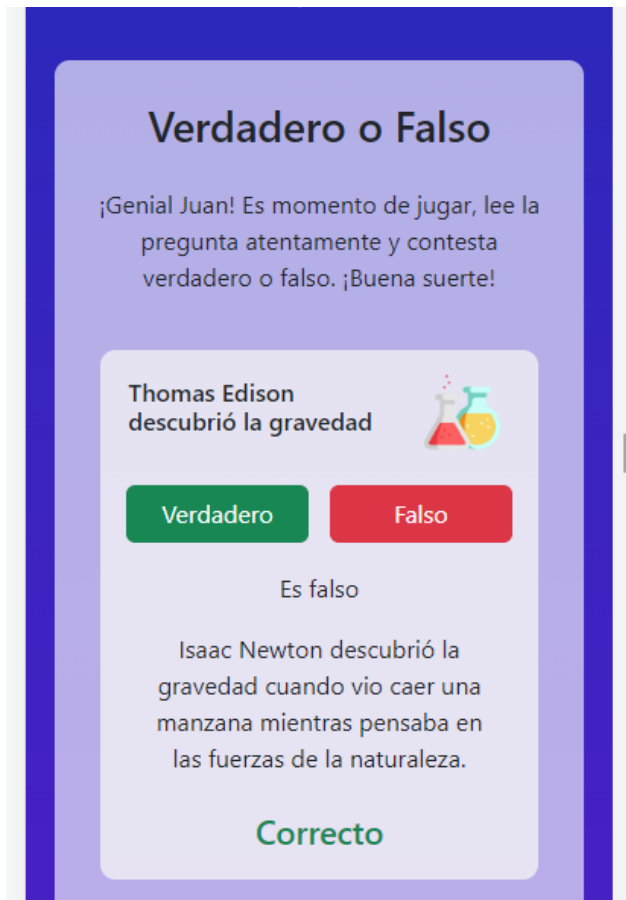 Verdadero o Falso
¡Genial Juan! Es momento de jugar, lee la
pregunta atentamente y contesta
verdadero o falso. ¡Buena suerte!
Thomas Edison
descubrió la gravedad
Verdadero Falso
Es falso
Isaac Newton descubrió la
gravedad cuando vio caer una
manzana mientras pensaba en
las fuerzas de la naturaleza.
Correcto